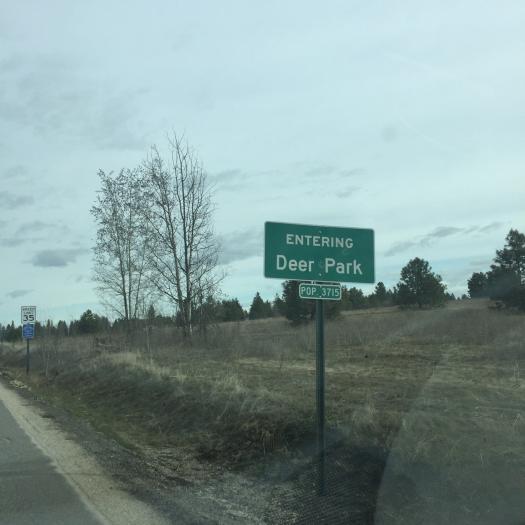 ENTERING
Deer Park
POP. 3715
35